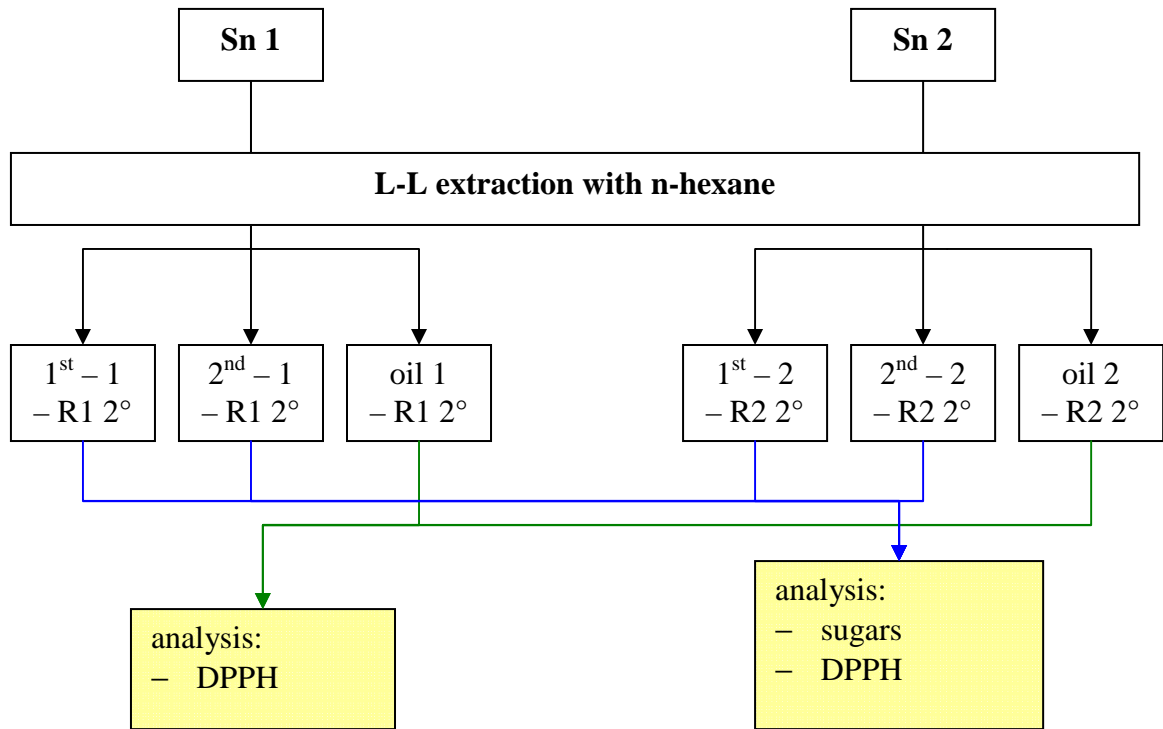 Sn 1
Sn 2
L-L extraction with n-hexane
1st – 1
– R1 2°
2nd – 1
– R1 2°
oil 1
– R1 2°
1st – 2
– R2 2°
2nd – 2
– R2 2°
oil 2
– R2 2°
analysis:
– DPPH
analysis:
– sugars
– DPPH